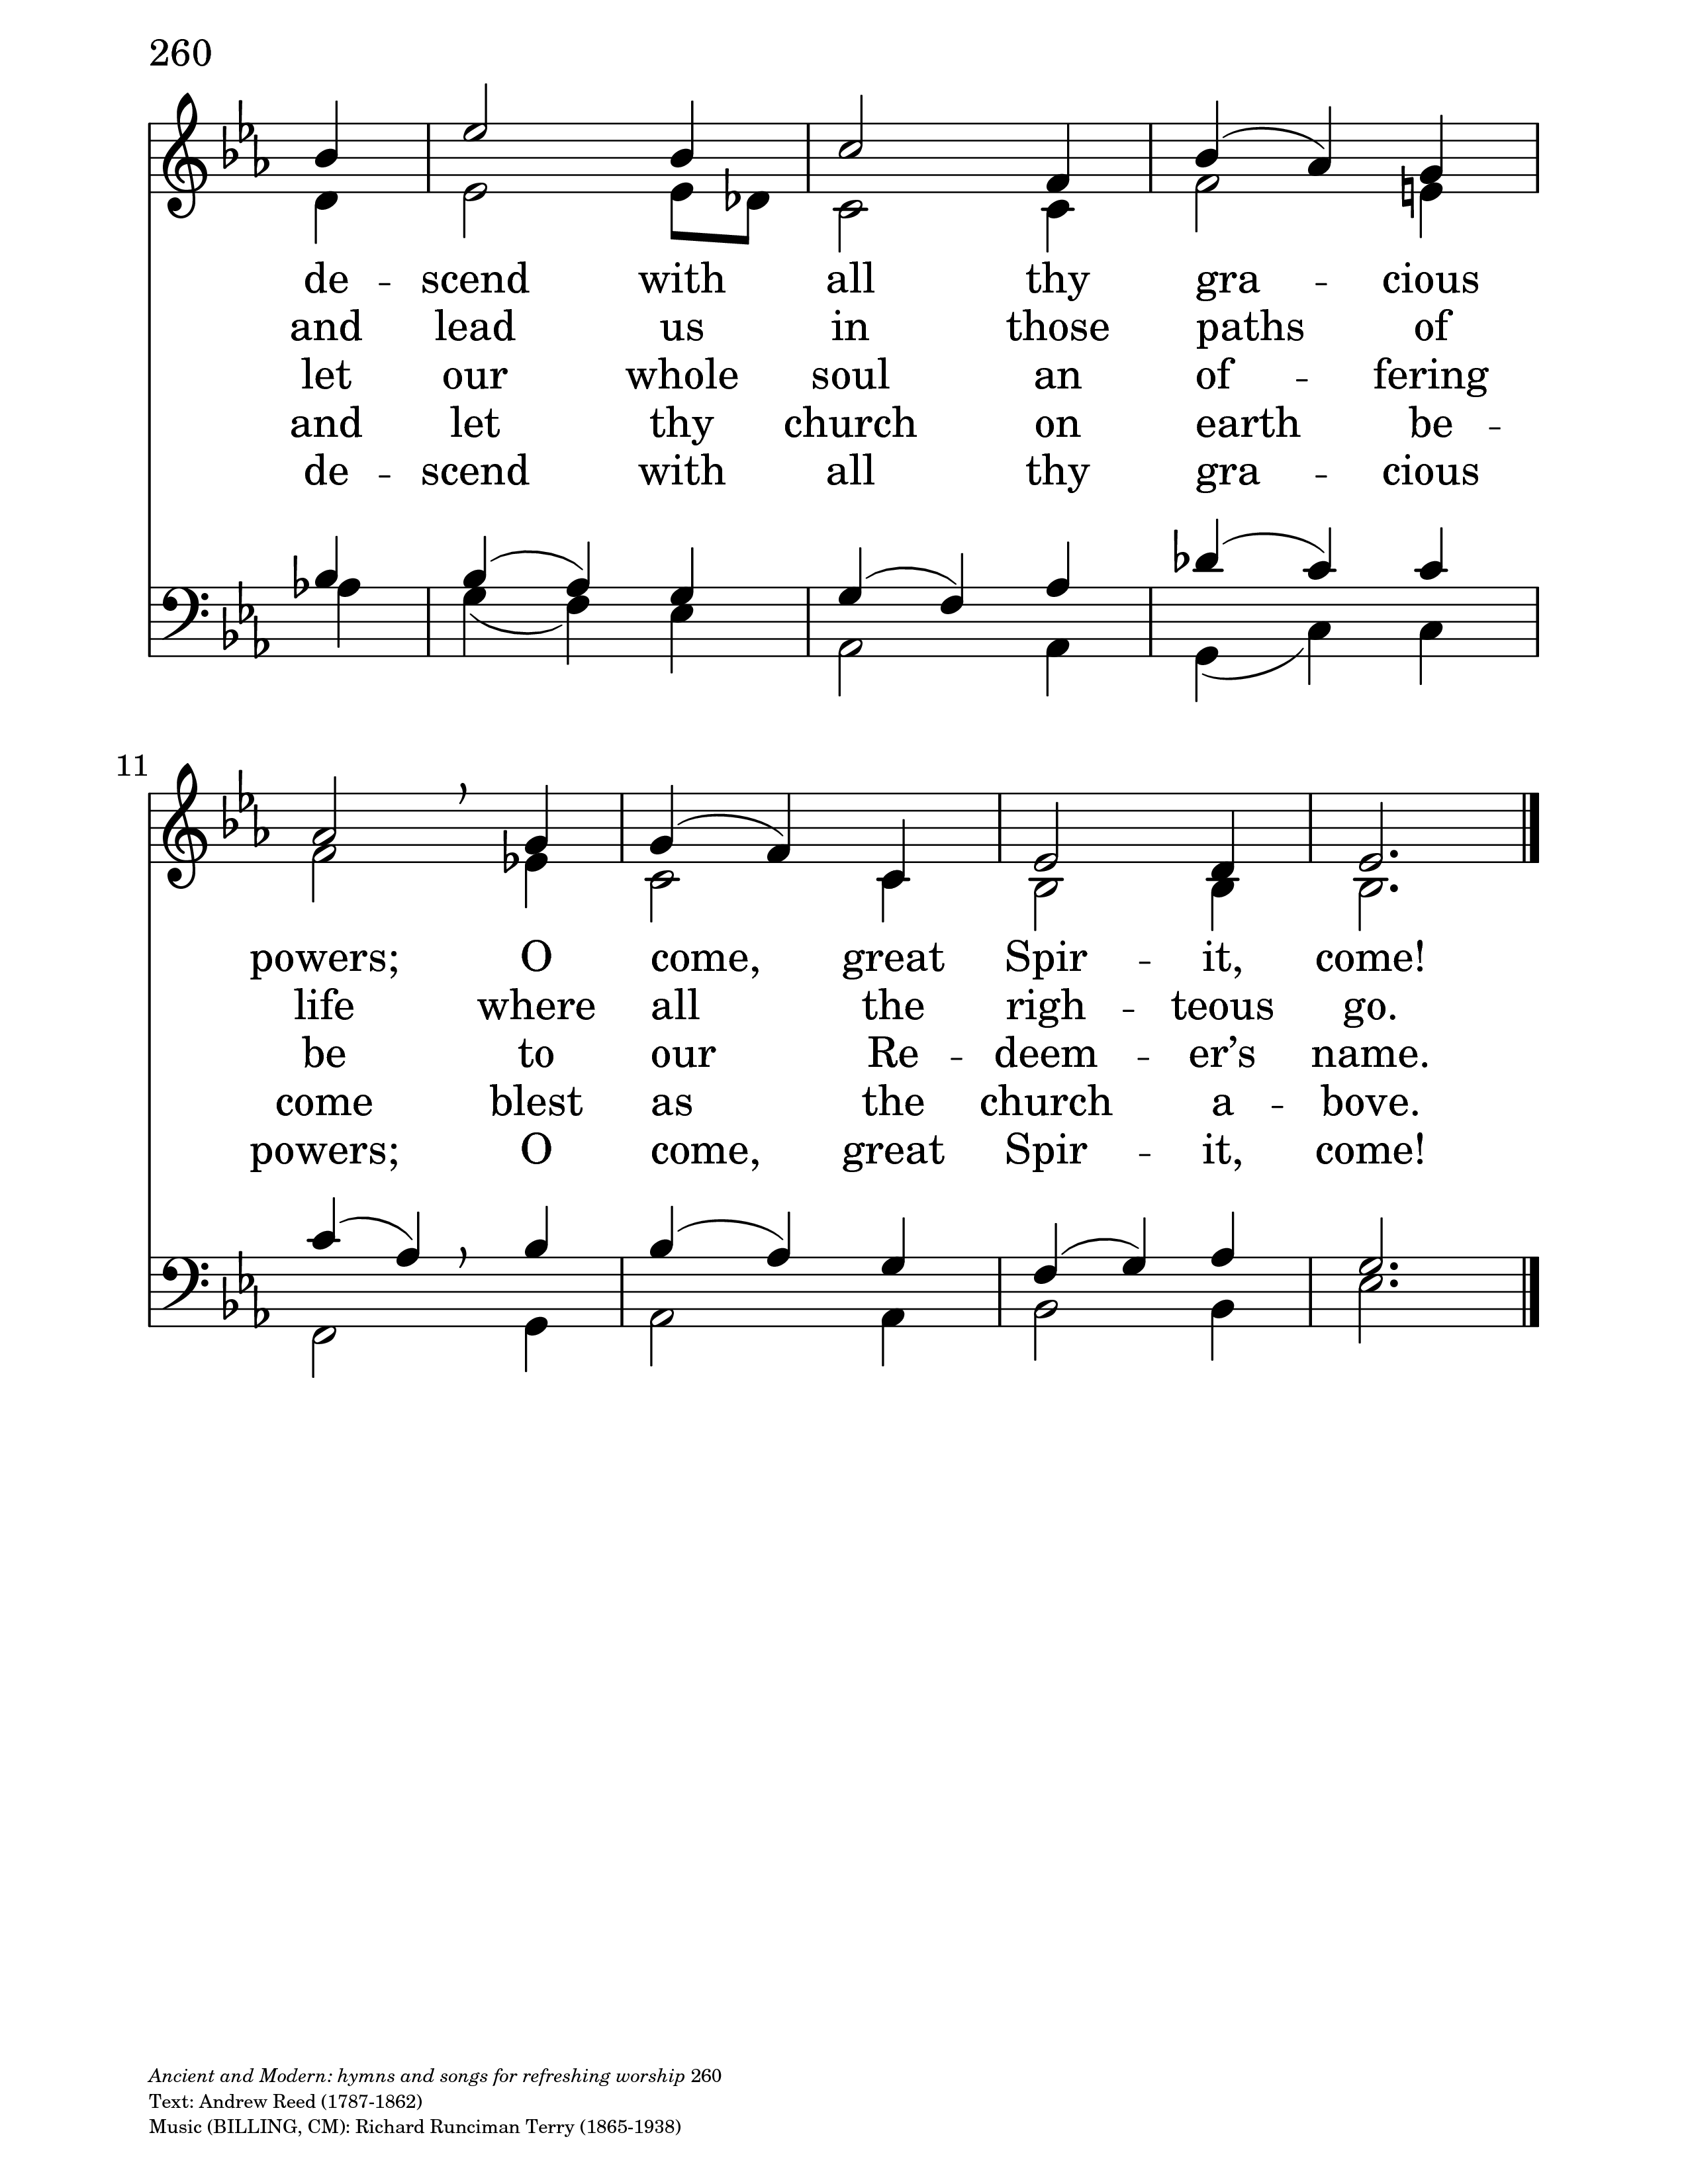 260
de - scend with all thy gra - cious
and lead us in those paths of
let our whole soul an of - fering
and let thy church on earth be -
de - scend with all thy gra - cious
11
powers; O come, great Spir - it, come!
life where all the righ - teous go.
be to our Re - deem - er’s name.
come blest as the church a - bove.
powers; O come, great Spir - it, come!
Ancient and Modern: hymns and songs for refreshing worship 260
Text: Andrew Reed (1787-1862)
Music (BILLING, CM): Richard Runciman Terry (1865-1938)